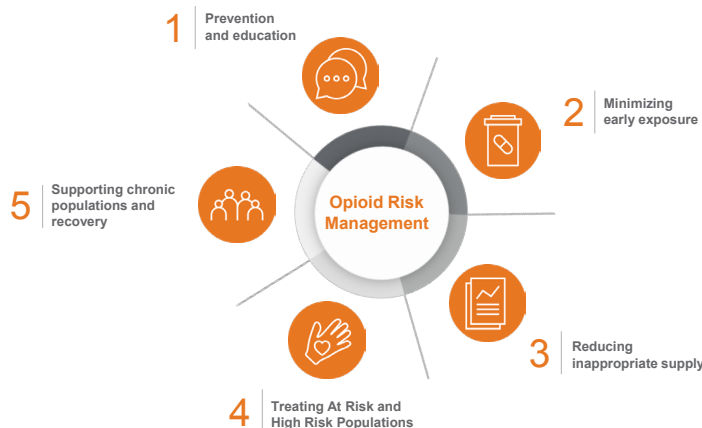 Opioid Risk
Management
1
Prevention
and education
2
Minimizing
early exposure
3
Reducing
inappropriate supply
4
Treating At Risk and
High Risk Populations
5
Supporting chronic
populations and
recovery